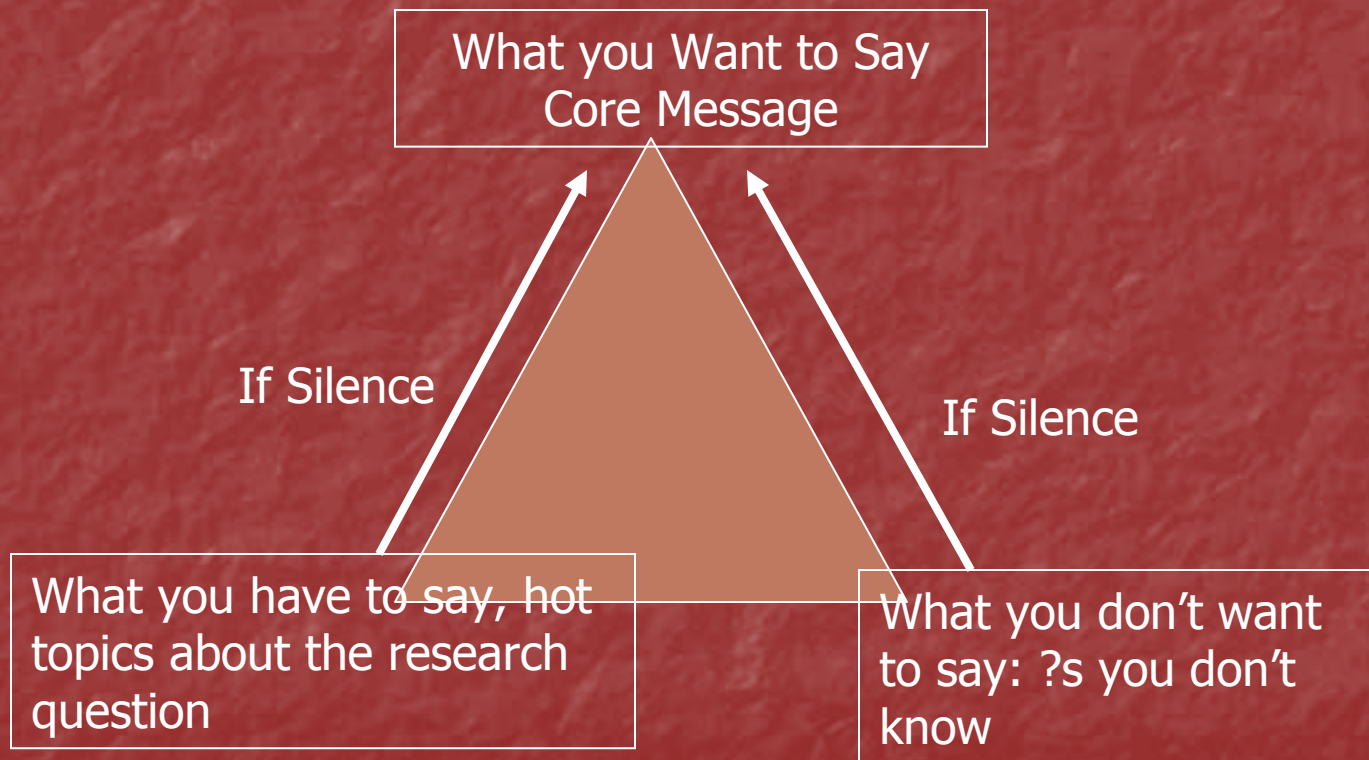 What you Want to Say
Core Message
If Silence
If Silence
What you have to say, hot
topics about the research
question
What you don’t want
to say: ?s you don’t
know